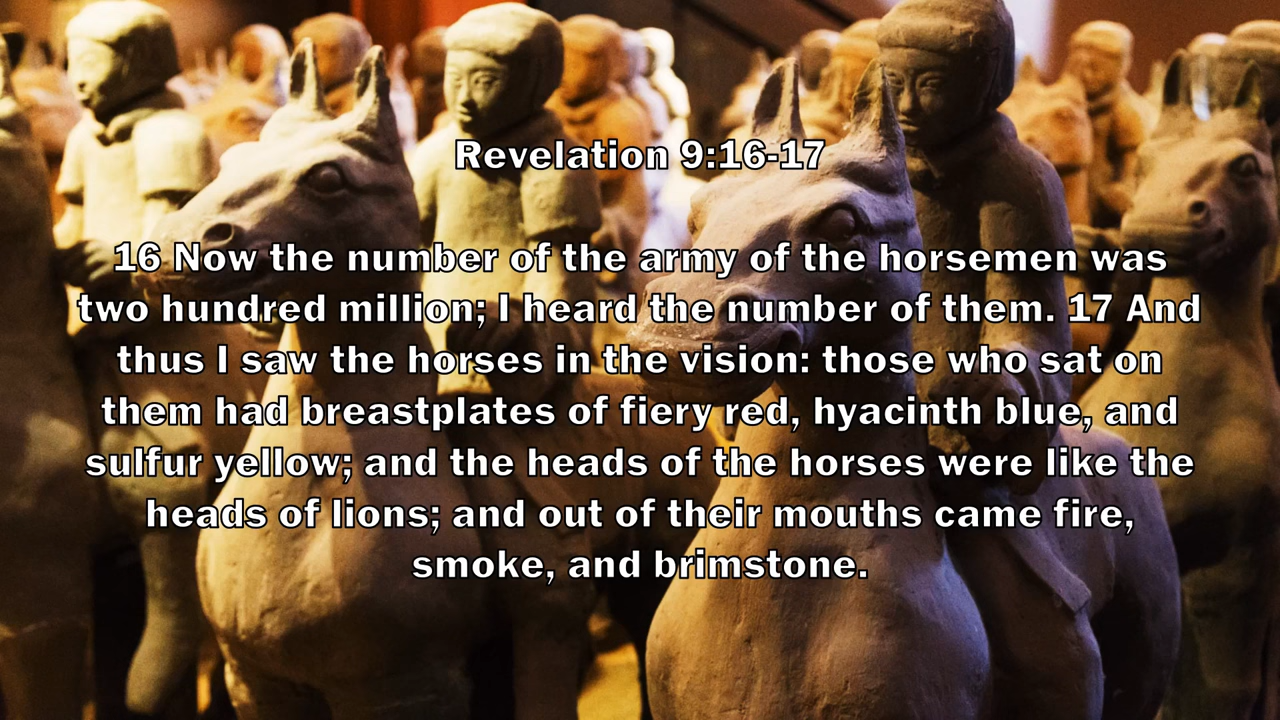 Revelation 9:16-17
16 Now the number of the army of the horsemen was
two hundred million; I heard the number of them. 17 And
thus I saw the horses in the vision: those who sat on
them had breastplates of fiery red, hyacinth blue, and
sulfur yellow; and the heads of the horses were like the
heads of lions; and out of their mouths came fire,
smoke, and brimstone.